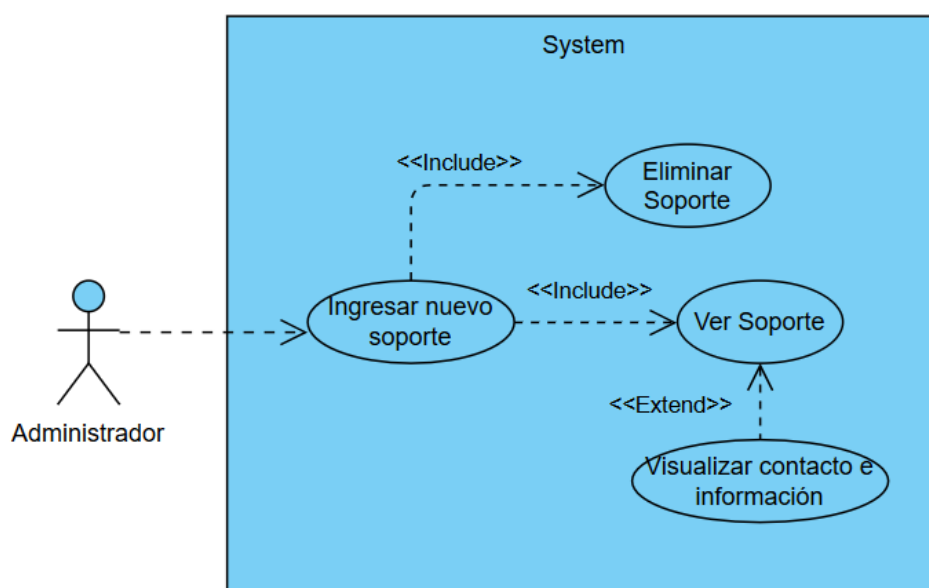 System
<<Include>>
Eliminar
Soporte
<<Include>>
Ingresar nuevo
soporte
Ver Soporte
<<Extend>>
Administrador
Visualizar contacto e
información